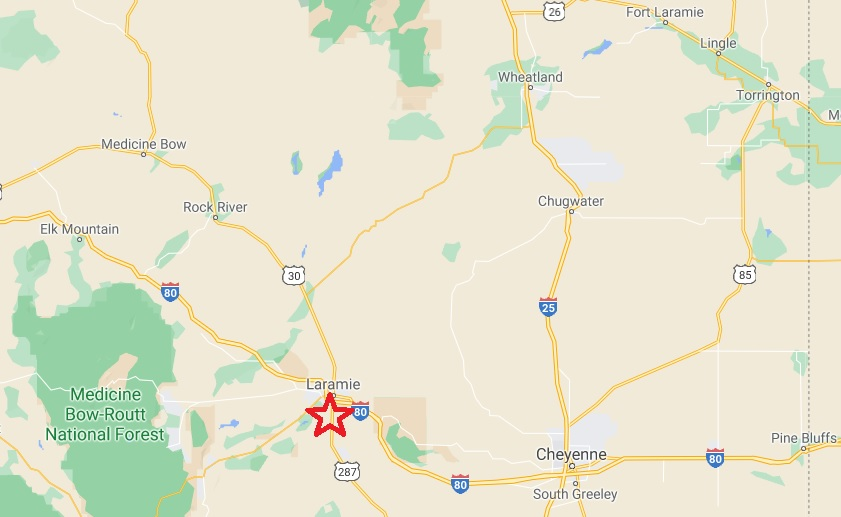 26
Fort Laramie
Lingle
Wheatland
Torrington
Medicine Bow
Rock River
Chugwater
Elk Mountain
30
85
80
25
Laramie
80
Medicine
Bow-Routt
National Forest
287
Cheyenne
80
80
Pine Bluffs
South Greeley